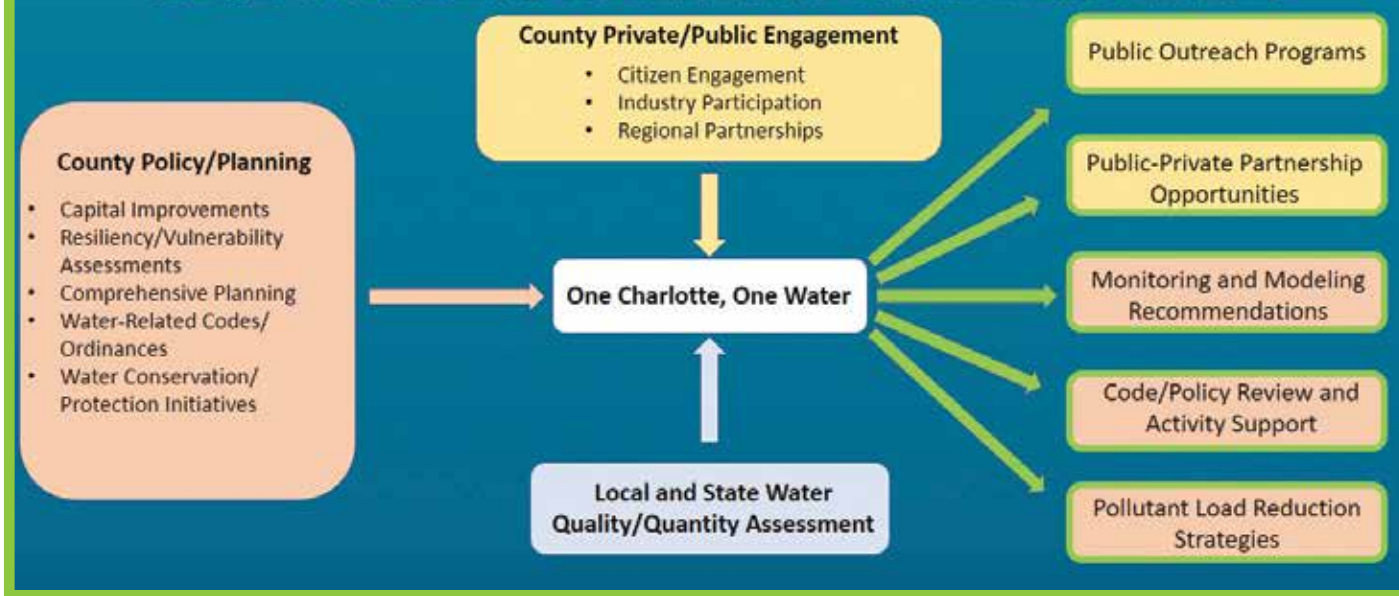 County Private/Public Engagement
• Citizen Engagement
• Industry Participation
• Regional Partnerships
County Policy/Planning
• Capital Improvements
• Resiliency/Vulnerability
Assessments
• Comprehensive Planning
• Water-Related Codes/
Ordinances
• Water Conservation/
Protection Initiatives
One Charlotte, One Water
Local and State Water
Quality/Quantity Assessment
Public Outreach Programs
Public-Private Partnership
Opportunities
Monitoring and Modeling
Recommendations
Code/Policy Review and
Activity Support
Pollutant Load Reduction
Strategies